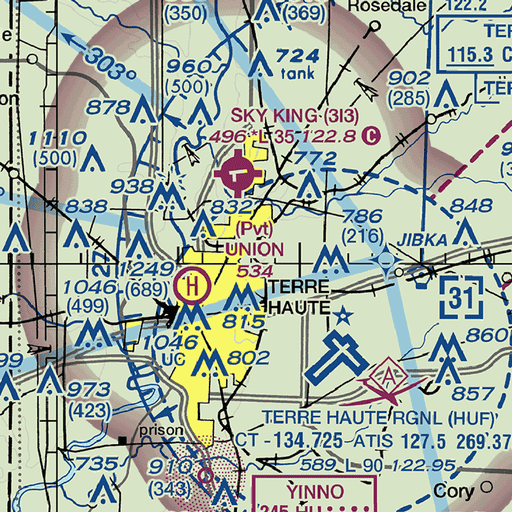 (350)
(369)
Rosedale
122.2
TER
115.3 C
303°
960
(500)
724
tank
902
(285)
TER
878
SKY KING (3I3)
496 *L 35 122.8 C
1110
(500)
772
938
838
832
(Pvt)
UNION
534
786
(216)
848
JIBKA
1249
(689)
1046
(499)
H
TERRE
HAUTE
31
815
1046
UC
802
860
857
973
(423)
99
A
TERRE HAUTE RGNL (HUF)
CT - 134.725 ATIS 127.5 269.37
589 L 90 122.95
prison
910
(343)
735
YINNO
Cory